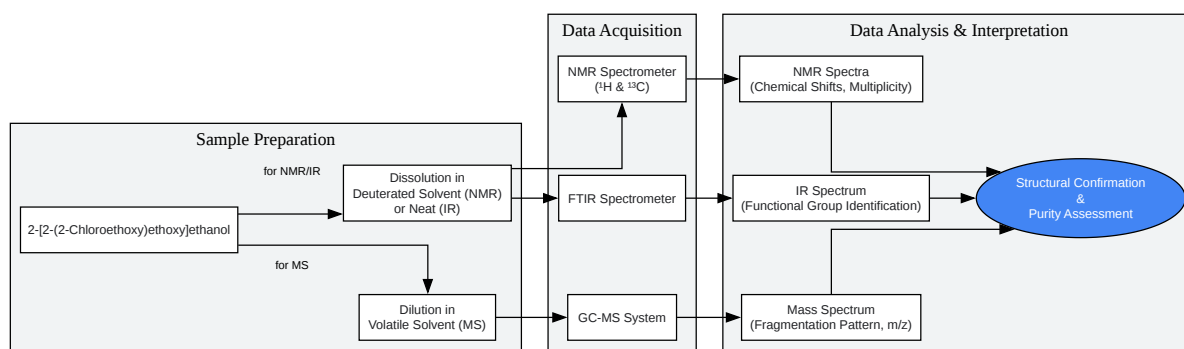 Sample Preparation
2-[2-(2-Chloroethoxy)ethoxy]ethanol
for NMR/IR
for MS
Dissolution in
Deuterated Solvent (NMR)
or Neat (IR)
Dilution in
Volatile Solvent (MS)
Data Acquisition
NMR Spectrometer
(¹H & ¹³C)
FTIR Spectrometer
GC-MS System
Data Analysis & Interpretation
NMR Spectra
(Chemical Shifts, Multiplicity)
IR Spectrum
(Functional Group Identification)
Mass Spectrum
(Fragmentation Pattern, m/z)
Structural Confirmation
&
Purity Assessment